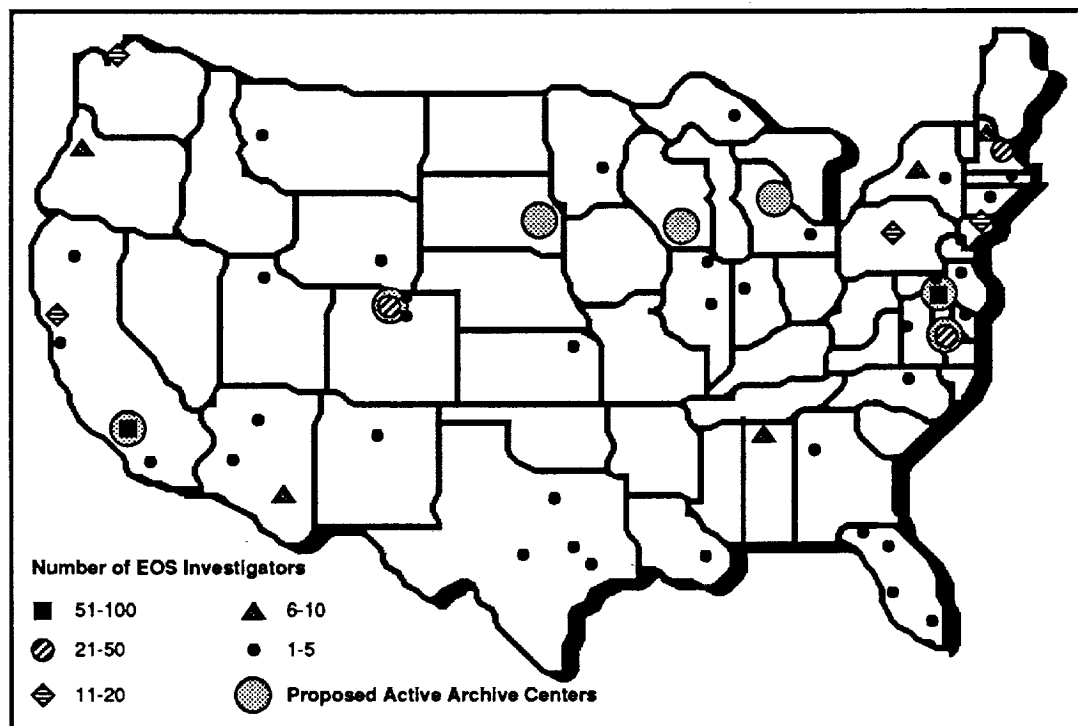 Number of EOS Investigators
51-100 6-10
21-50 1-5
11-20 Proposed Active Archive Centers